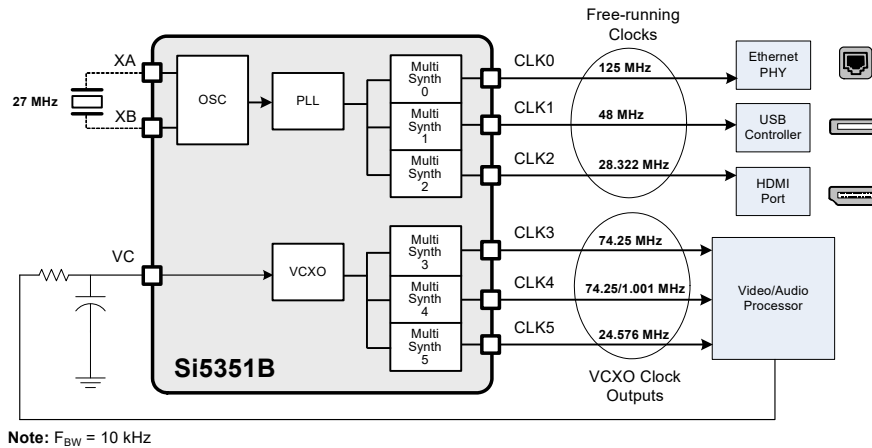 Free-running
Clocks
XA
27 MHz
XB
OSC
PLL
Multi
Synth
0
Multi
Synth
1
Multi
Synth
2
CLK0
125 MHz
CLK1
48 MHz
CLK2
28.322 MHz
Ethernet
PHY
USB
Controller
HDMI
Port
VC
VCXO
Multi
Synth
3
Multi
Synth
4
Multi
Synth
5
CLK3
74.25 MHz
CLK4
74.25/1.001 MHz
CLK5
24.576 MHz
Video/Audio
Processor
Si5351B
VCXO Clock
Outputs
Note: FBW = 10 kHz